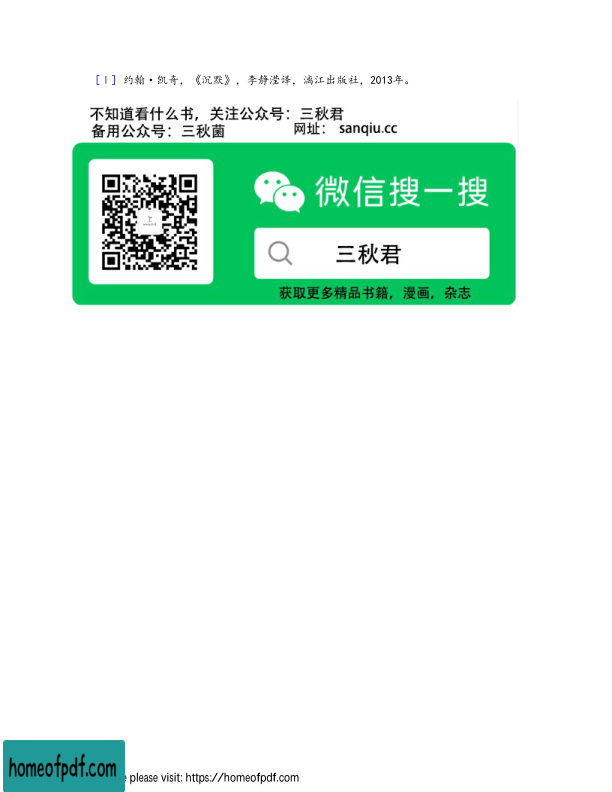 [1] 约翰·凯奇，《沉默》，李静滢译，漓江出版社，2013年。
不知道看什么书，关注公众号：三秋君
备用公众号：三秋菌 网址： sanqiu.cc
微信搜一搜
三秋君
获取更多精品书籍，漫画，杂志
homeofpdf.com
please visit: https://homeofpdf.com